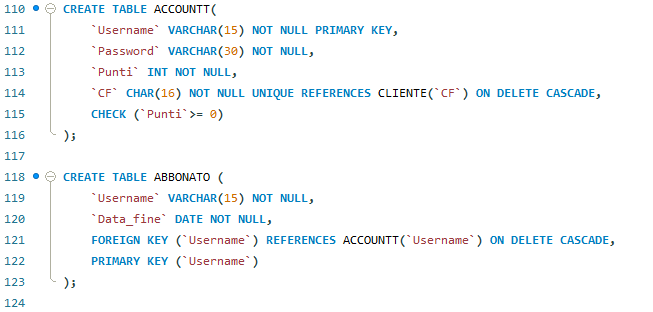 110 CREATE TABLE ACCOUNTT(
111 `Username` VARCHAR(15) NOT NULL PRIMARY KEY,
112 `Password` VARCHAR(30) NOT NULL,
113 `Punti` INT NOT NULL,
114 `CF` CHAR(16) NOT NULL UNIQUE REFERENCES CLIENTE(`CF`) ON DELETE CASCADE,
115 CHECK (`Punti`>= 0)
116 );
117
118 CREATE TABLE ABBONATO (
119 `Username` VARCHAR(15) NOT NULL,
120 `Data_fine` DATE NOT NULL,
121 FOREIGN KEY (`Username`) REFERENCES ACCOUNTT(`Username`) ON DELETE CASCADE,
122 PRIMARY KEY (`Username`)
123 );
124